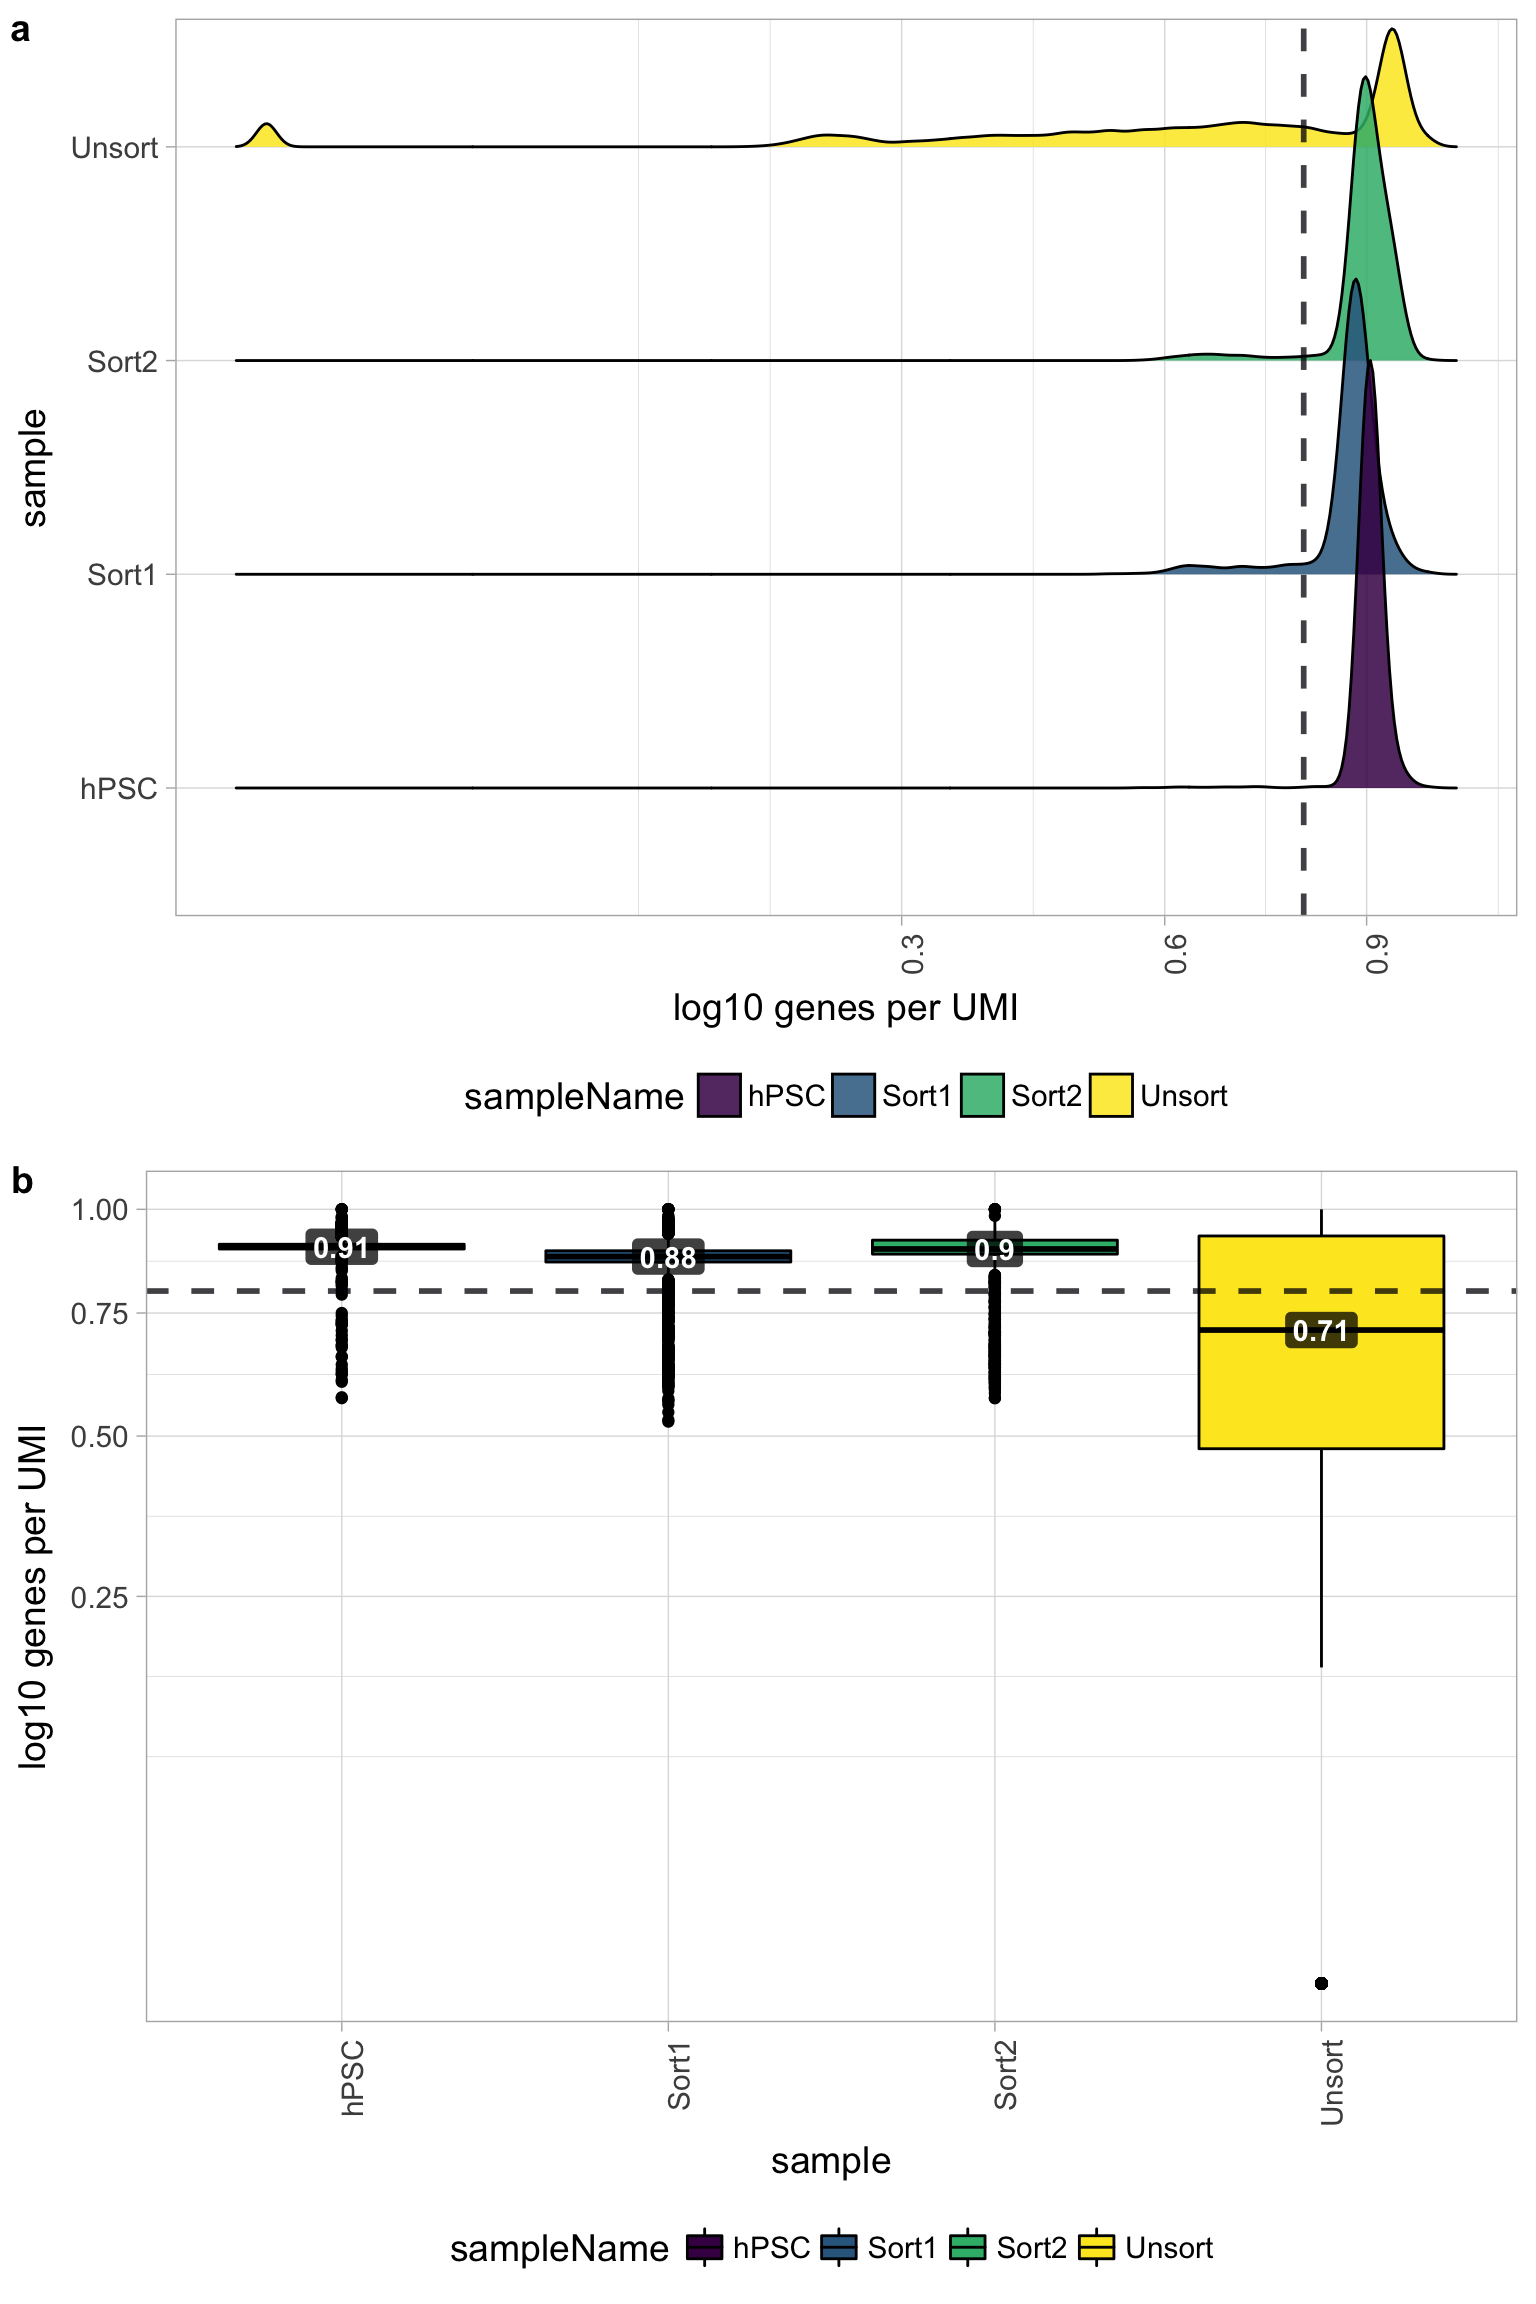 a
Unsort
Sort2
Sort1
hPSC
sample
0.3 0.6 0.9
log10 genes per UMI
sampleName hPSC Sort1 Sort2 Unsort
b
1.00
0.75
0.50
0.25
log10 genes per UMI
0.91 0.88 0.9 0.71
hPSC Sort1 Sort2 Unsort
sample
sampleName hPSC Sort1 Sort2 Unsort